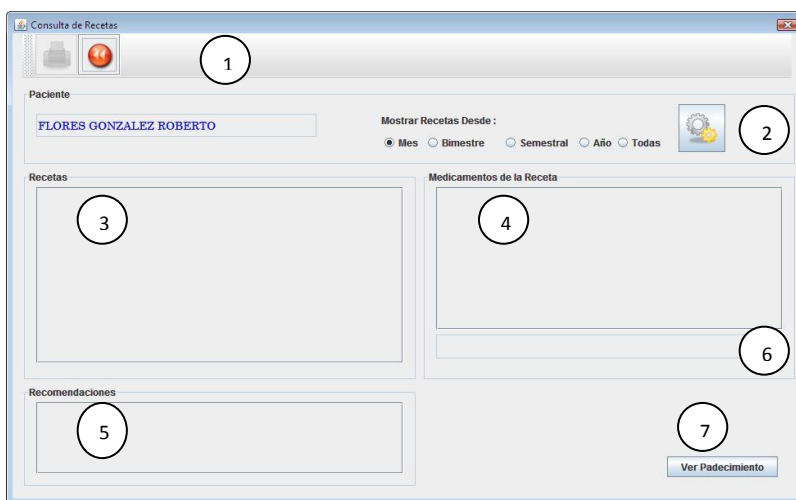 Consulta de Recetas
1
Paciente
FLORES GONZALEZ ROBERTO
Mostrar Recetas Desde :
Mes Bimestre Semestral Año Todas
2
Recetas
3
Medicamentos de la Receta
4
6
Recomendaciones
5
7
Ver Padecimiento